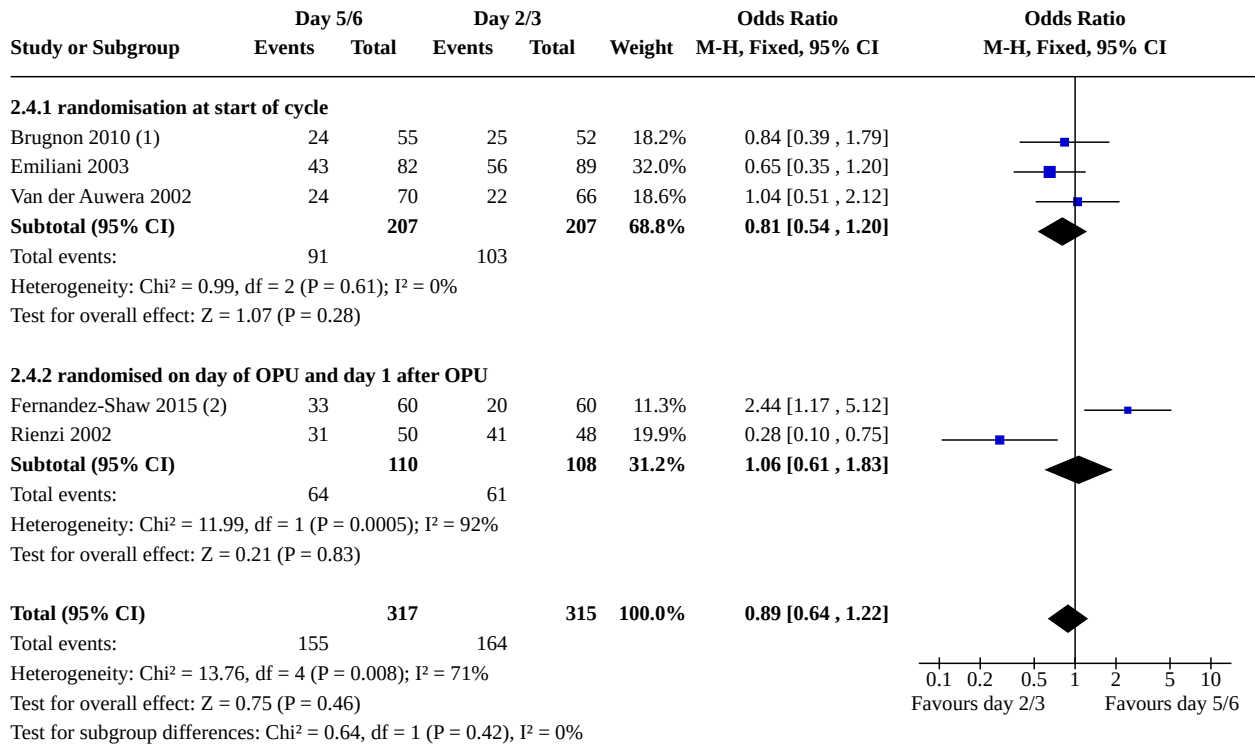 Day 5/6 Day 2/3 Odds Ratio Odds Ratio
Study or Subgroup Events Total Events Total Weight M-H, Fixed, 95% CI M-H, Fixed, 95% CI
2.4.1 randomisation at start of cycle
Brugnon 2010 (1) 24 55 25 52 18.2% 0.84 [0.39 , 1.79]
Emiliani 2003 43 82 56 89 32.0% 0.65 [0.35 , 1.20]
Van der Auwera 2002 24 70 22 66 18.6% 1.04 [0.51 , 2.12]
Subtotal (95% CI) 207 207 68.8% 0.81 [0.54 , 1.20]
Total events: 91 103
Heterogeneity: Chi² = 0.99, df = 2 (P = 0.61); I² = 0%
Test for overall effect: Z = 1.07 (P = 0.28)
2.4.2 randomised on day of OPU and day 1 after OPU
Fernandez-Shaw 2015 (2) 33 60 20 60 11.3% 2.44 [1.17 , 5.12]
Rienzi 2002 31 50 41 48 19.9% 0.28 [0.10 , 0.75]
Subtotal (95% CI) 110 108 31.2% 1.06 [0.61 , 1.83]
Total events: 64 61
Heterogeneity: Chi² = 11.99, df = 1 (P = 0.0005); I² = 92%
Test for overall effect: Z = 0.21 (P = 0.83)
Total (95% CI) 317 315 100.0% 0.89 [0.64 , 1.22]
Total events: 155 164
Heterogeneity: Chi² = 13.76, df = 4 (P = 0.008); I² = 71%
0.1 0.2 0.5 1 2 5 10
Test for overall effect: Z = 0.75 (P = 0.46)
Favours day 2/3 Favours day 5/6
Test for subgroup differences: Chi² = 0.64, df = 1 (P = 0.42), I² = 0%